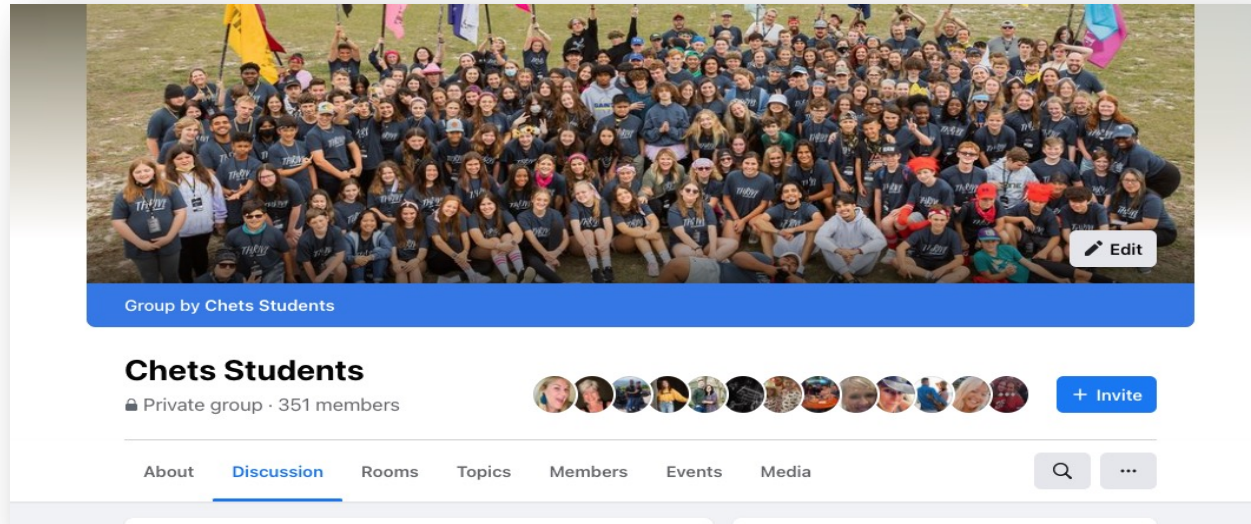 THRIVE
Edit
Group by Chets Students
Chets Students
Private group · 351 members
+ Invite
About Discussion Rooms Topics Members Events Media